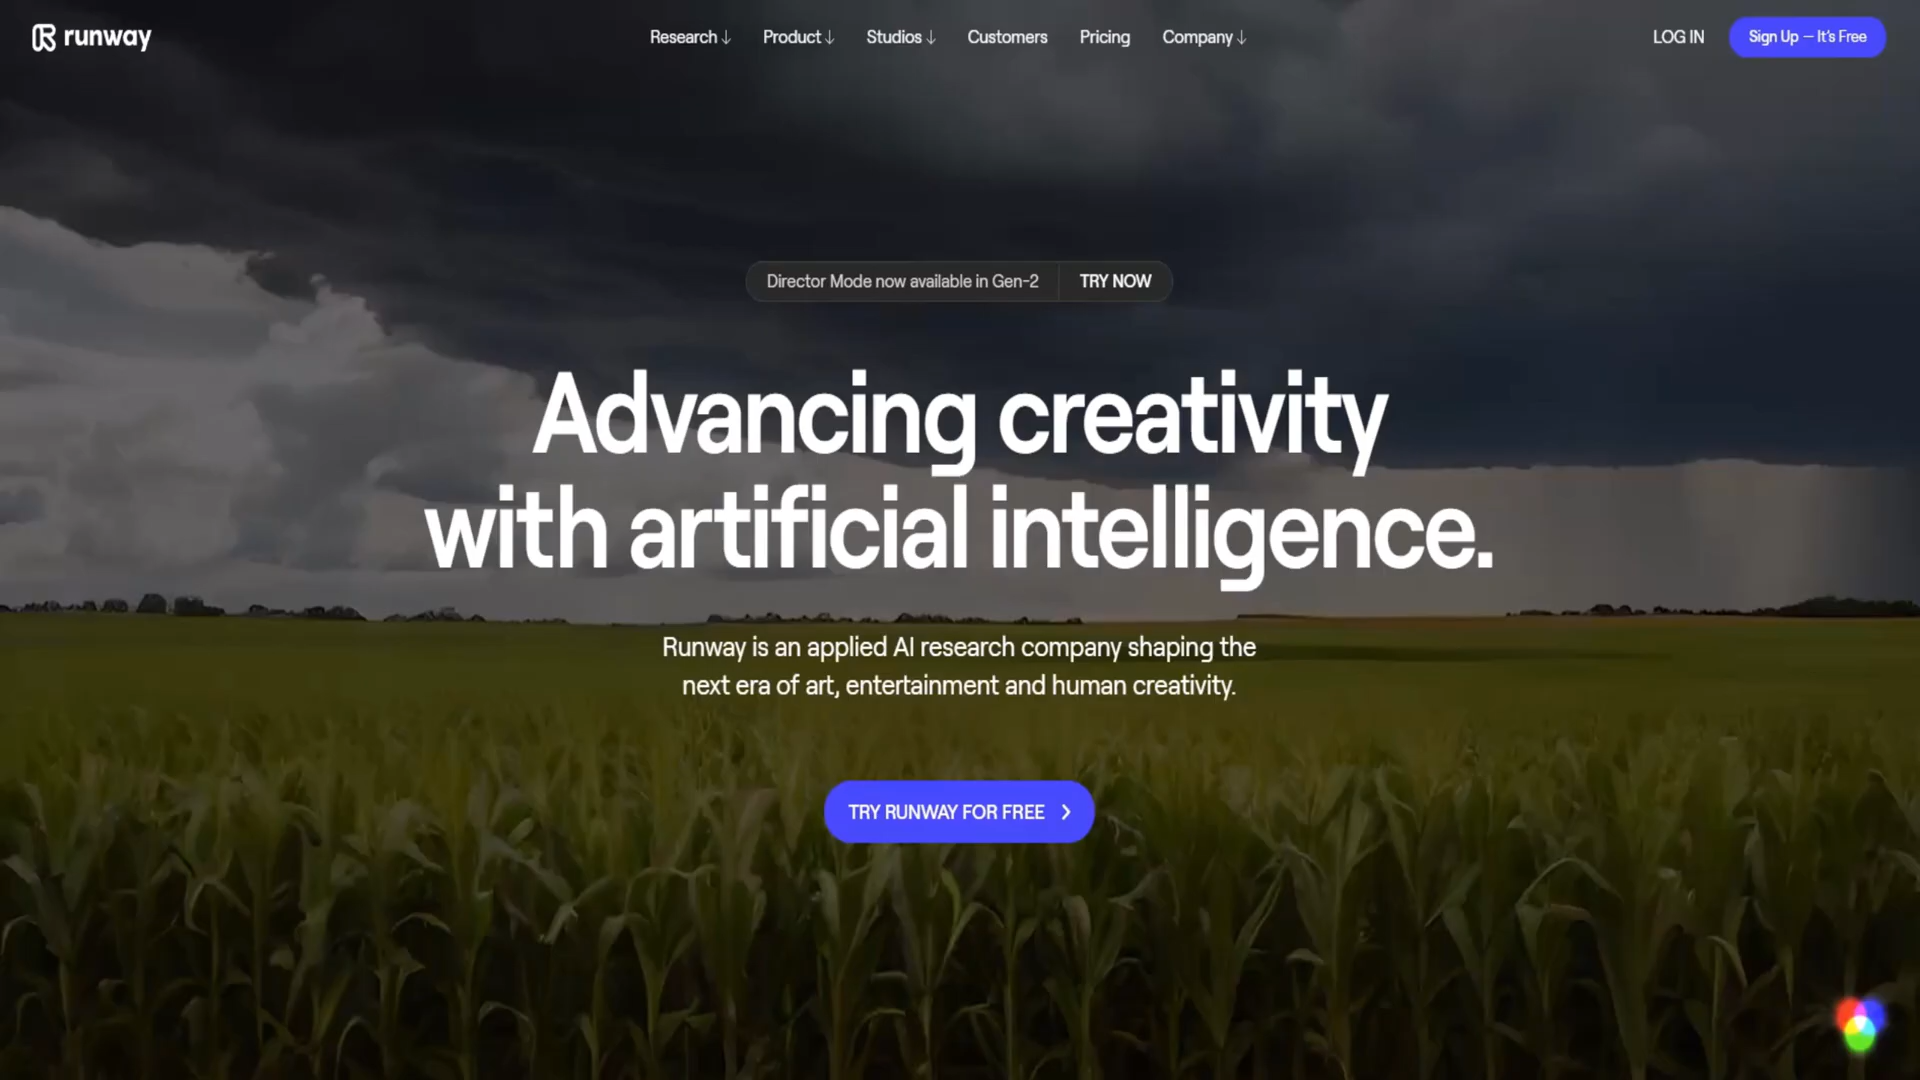 runway
Research ↓
Product ↓
Studios ↓
Customers
Pricing
Company ↓
LOG IN
Sign Up — It's Free
Director Mode now available in Gen-2
TRY NOW
Advancing creativity
with artificial intelligence.
Runway is an applied AI research company shaping the
next era of art, entertainment and human creativity.
TRY RUNWAY FOR FREE